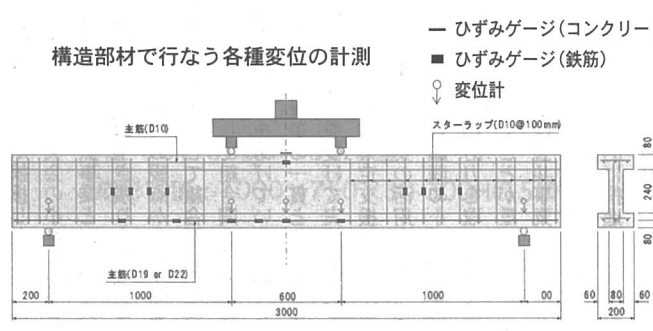 構造部材で行なう各種変位の計測
ひずみゲージ(コンクリー
ひずみゲージ(鉄筋)
変位計
主筋(D10)
スターラップ(D10@100mm)
主筋(D19 or D22)
80
240
80
200
1000
600
1000
00
3000
60
80
60
200